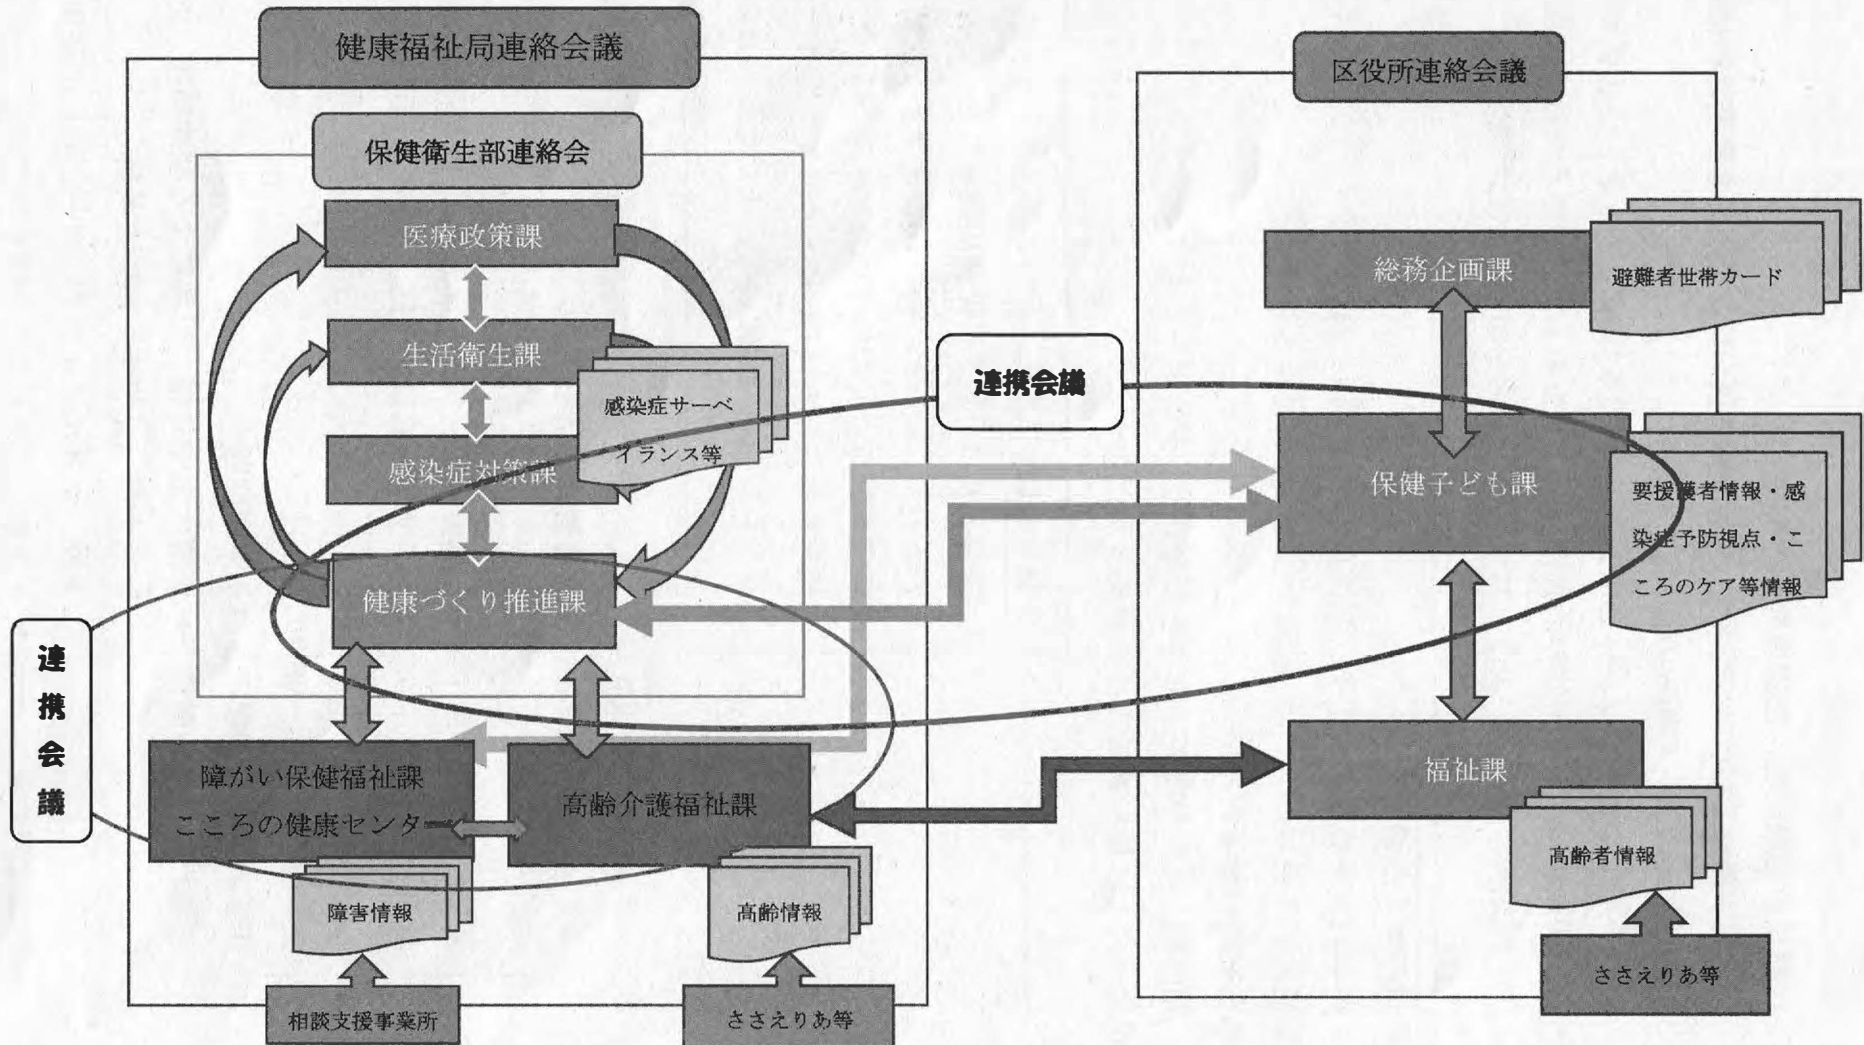 健康福祉局連絡会議
保健衛生部連絡会
医療政策課
生活衛生課
感染症サーベ
イランス等
感染症対策課
健康づくり推進課
連携会議
障がい保健福祉課
こころの健康センター
高齢介護福祉課
障害情報
高齢情報
相談支援事業所
ささえりあ等
連携会議
区役所連絡会議
総務企画課
避難者世帯カード
保健子ども課
要援護者情報・感
染症予防視点・こ
ころのケア等情報
福祉課
高齢者情報
ささえりあ等